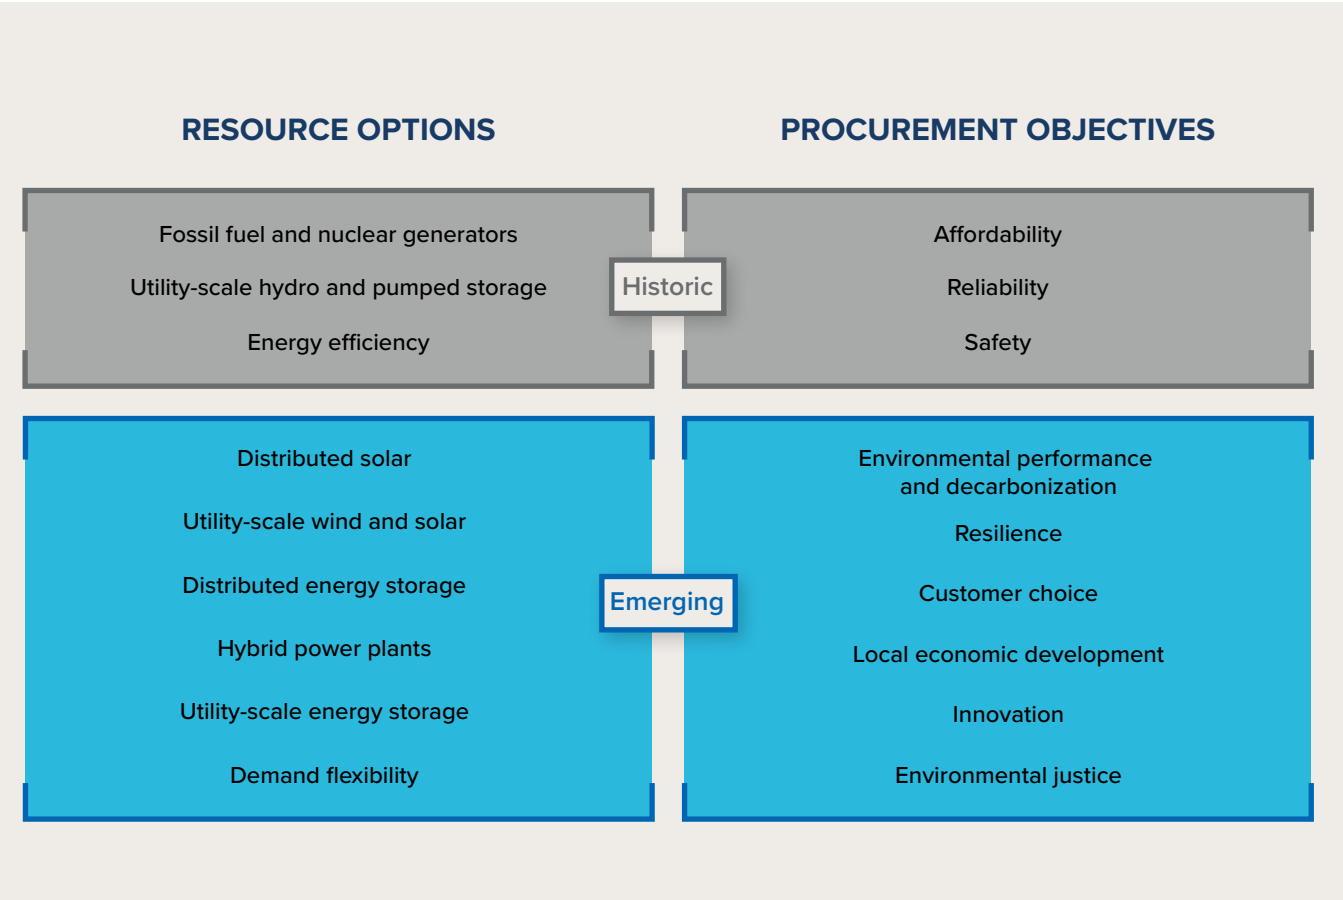 RESOURCE OPTIONS
PROCUREMENT OBJECTIVES
Fossil fuel and nuclear generators
Utility-scale hydro and pumped storage
Energy efficiency
Historic
Affordability
Reliability
Safety
Distributed solar
Utility-scale wind and solar
Distributed energy storage
Hybrid power plants
Utility-scale energy storage
Demand flexibility
Emerging
Environmental performance
and decarbonization
Resilience
Customer choice
Local economic development
Innovation
Environmental justice